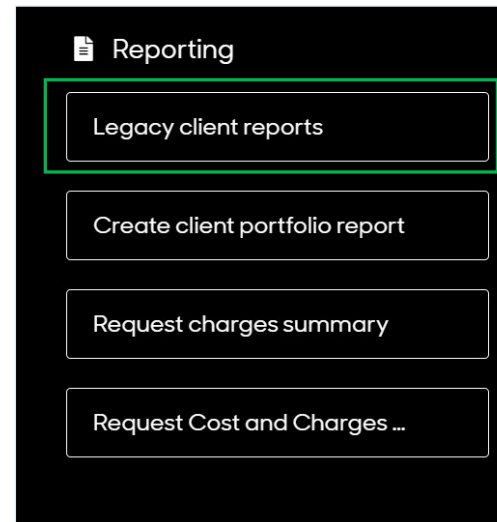 Reporting
Legacy client reports
Create client portfolio report
Request charges summary
Request Cost and Charges ...